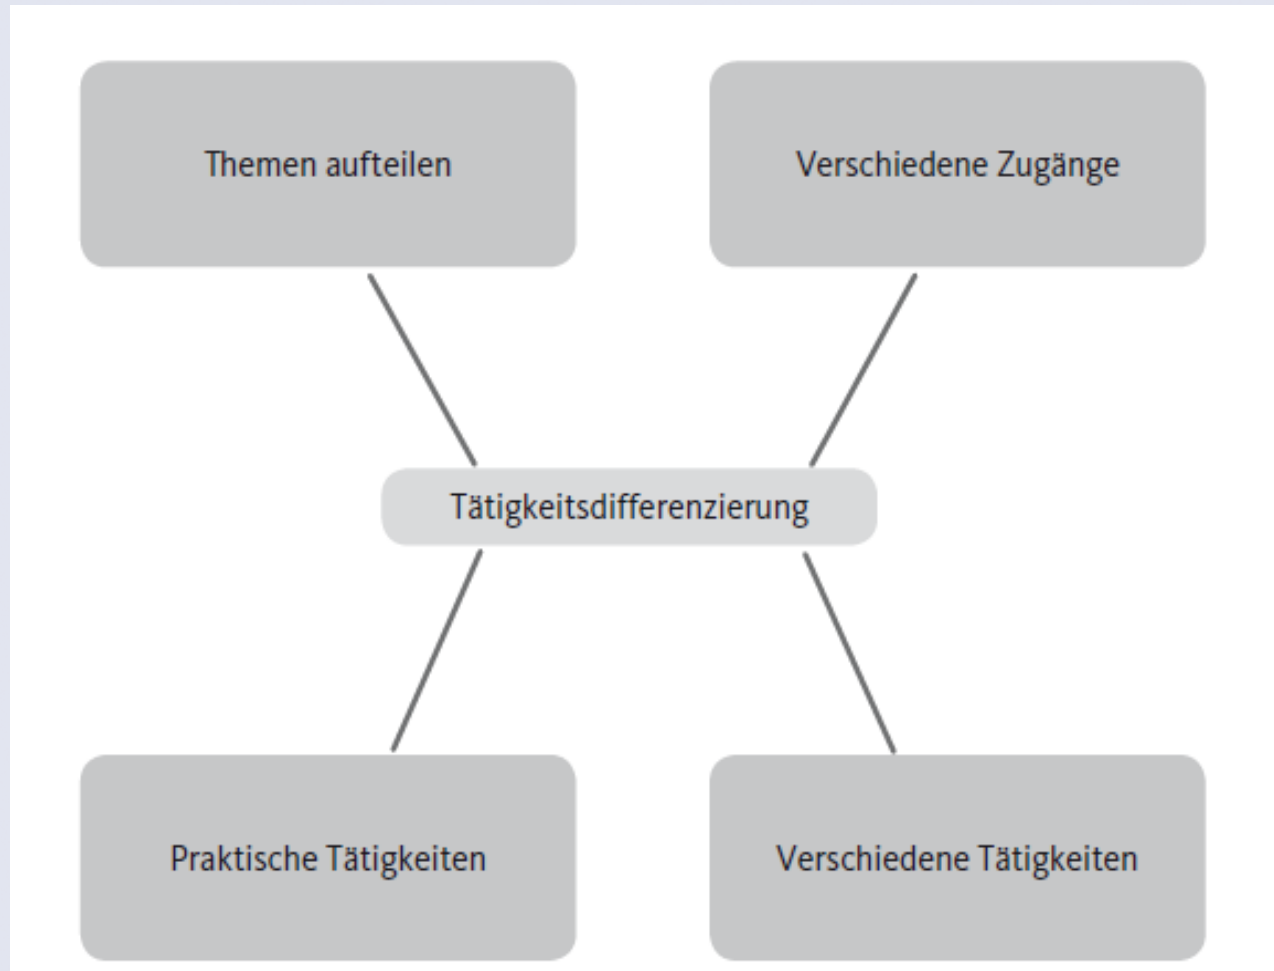 Themen aufteilen
Verschiedene Zugänge
Tätigkeitsdifferenzierung
Praktische Tätigkeiten
Verschiedene Tätigkeiten